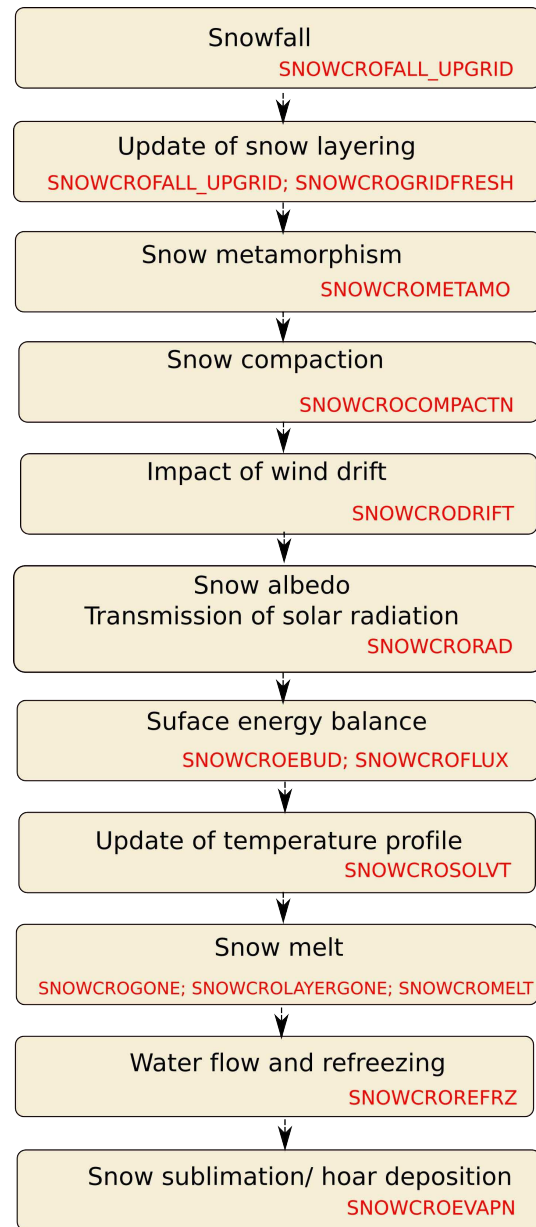 Snowfall
SNOWCROFALL_UPGRID
Update of snow layering
SNOWCROFALL_UPGRID; SNOWCROGRIDFRESH
Snow metamorphism
SNOWCROMETAMO
Snow compaction
SNOWCROCOMPACTN
Impact of wind drift
SNOWCRODRIFT
Snow albedo
Transmission of solar radiation
SNOWCRORAD
Suface energy balance
SNOWCROEBUD; SNOWCROFLUX
Update of temperature profile
SNOWCROSOLVT
Snow melt
SNOWCROGONE; SNOWCROLAYERGONE; SNOWCROMELT
Water flow and refreezing
SNOWCROREFRZ
Snow sublimation/ hoar deposition
SNOWCROEVAPN